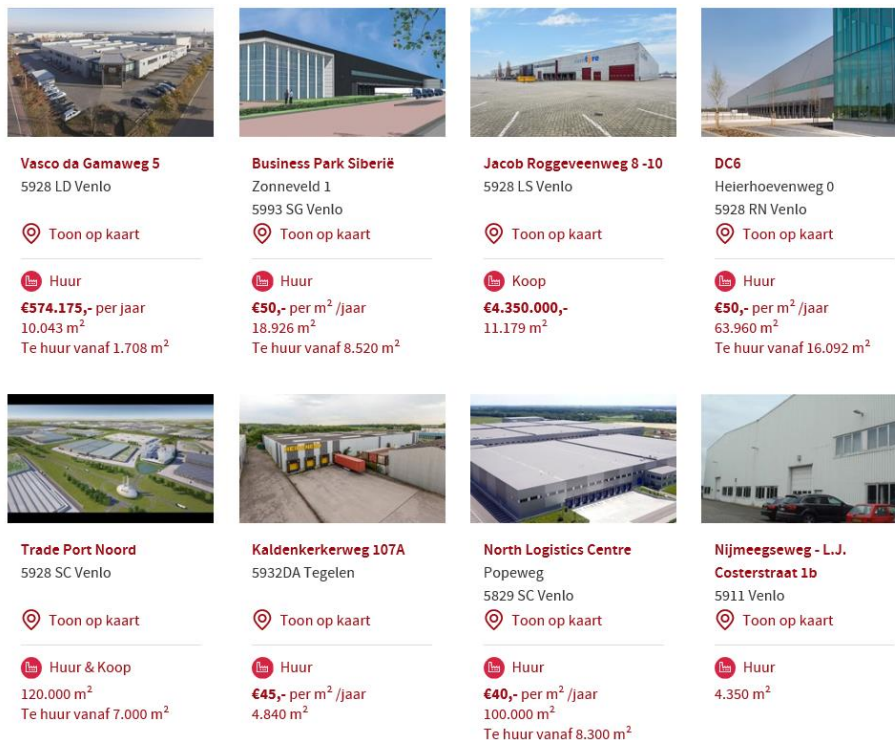 Vasco da Gamaweg 5
5928 LD Venlo
Toon op kaart
Huur
€574.175,- per jaar
10.043 m²
Te huur vanaf 1.708 m²
Business Park Siberië
Zonneveld 1
5993 SG Venlo
Toon op kaart
Huur
€50,- per m² /jaar
18.926 m²
Te huur vanaf 8.520 m²
Jacob Roggeveenweg 8 -10
5928 LS Venlo
Toon op kaart
Koop
€4.350.000,-
11.179 m²
DC6
Heierhoevenweg 0
5928 RN Venlo
Toon op kaart
Huur
€50,- per m² /jaar
63.960 m²
Te huur vanaf 16.092 m²
Trade Port Noord
5928 SC Venlo
Toon op kaart
Huur & Koop
120.000 m²
Te huur vanaf 7.000 m²
Kaldenkerkerweg 107A
5932DA Tegelen
Toon op kaart
Huur
€45,- per m² /jaar
4.840 m²
North Logistics Centre
Popeweg
5829 SC Venlo
Toon op kaart
Huur
€40,- per m² /jaar
100.000 m²
Te huur vanaf 8.300 m²
Nijmeegseweg - L.J.
Costerstraat 1b
5911 Venlo
Toon op kaart
Huur
4.350 m²